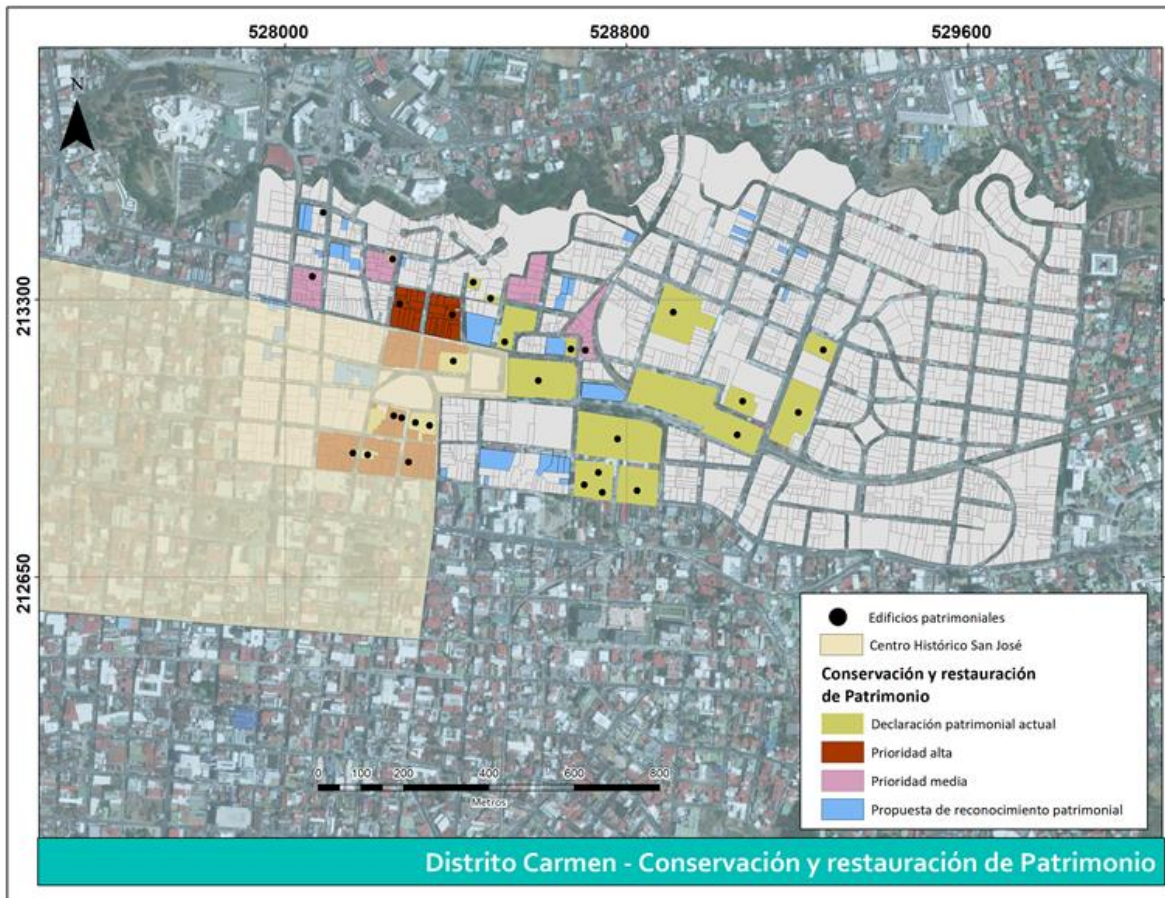 528000
528800
529600
N
213300
212650
Edificios patrimoniales
Centro Histórico San José
Conservación y restauración
de Patrimonio
Declaración patrimonial actual
Prioridad alta
Prioridad media
Propuesta de reconocimiento patrimonial
0 100 200 400 600 800
Metros
Distrito Carmen - Conservación y restauración de Patrimonio